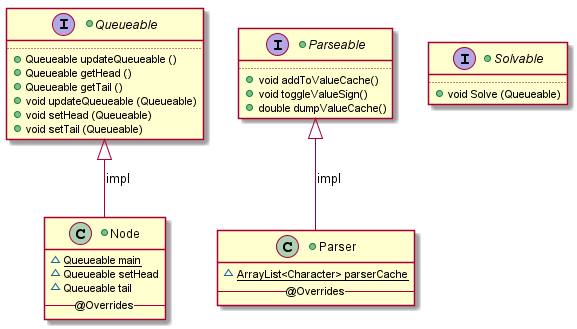 I Queueable
Queueable updateQueueable ()
Queueable getHead ()
Queueable getTail ()
void updateQueueable (Queueable)
void setHead (Queueable)
void setTail (Queueable)
I Parseable
void addToValueCache()
void toggleValueSign()
double dumpValueCache()
I Solvable
void Solve (Queueable)
impl
impl
C Node
Queueable main
Queueable setHead
Queueable tail
@Overrides
C Parser
ArrayList<Character> parserCache
@Overrides